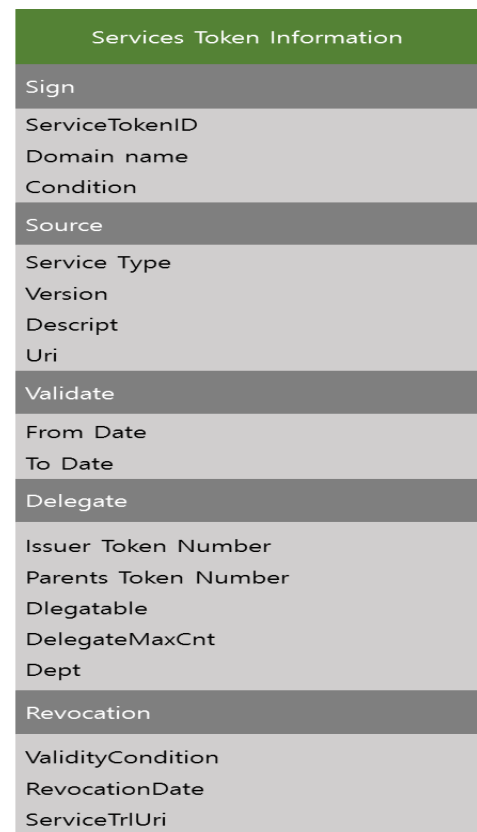 Services Token Information
Sign
ServiceTokenID
Domain name
Condition
Source
Service Type
Version
Descript
Uri
Validate
From Date
To Date
Delegate
Issuer Token Number
Parents Token Number
Dlegatable
DelegateMaxCnt
Dept
Revocation
ValidityCondition
RevocationDate
ServiceTrlUri